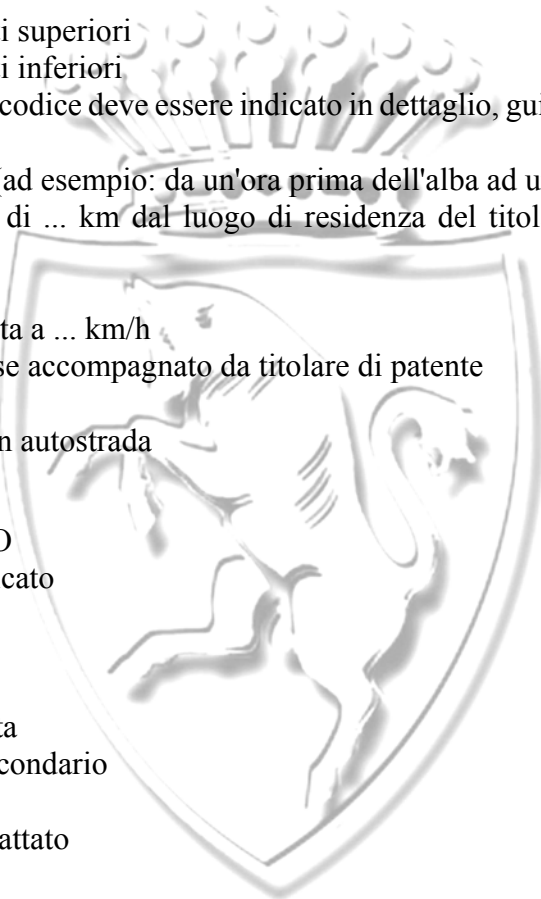 i superiori
i inferiori
codice deve essere indicato in dettaglio, gui
ad esempio: da un'ora prima dell'alba ad u
di ... km dal luogo di residenza del titol
ta a ... km/h
se accompagnato da titolare di patente
n autostrada
O
cato
ta
condario
attato